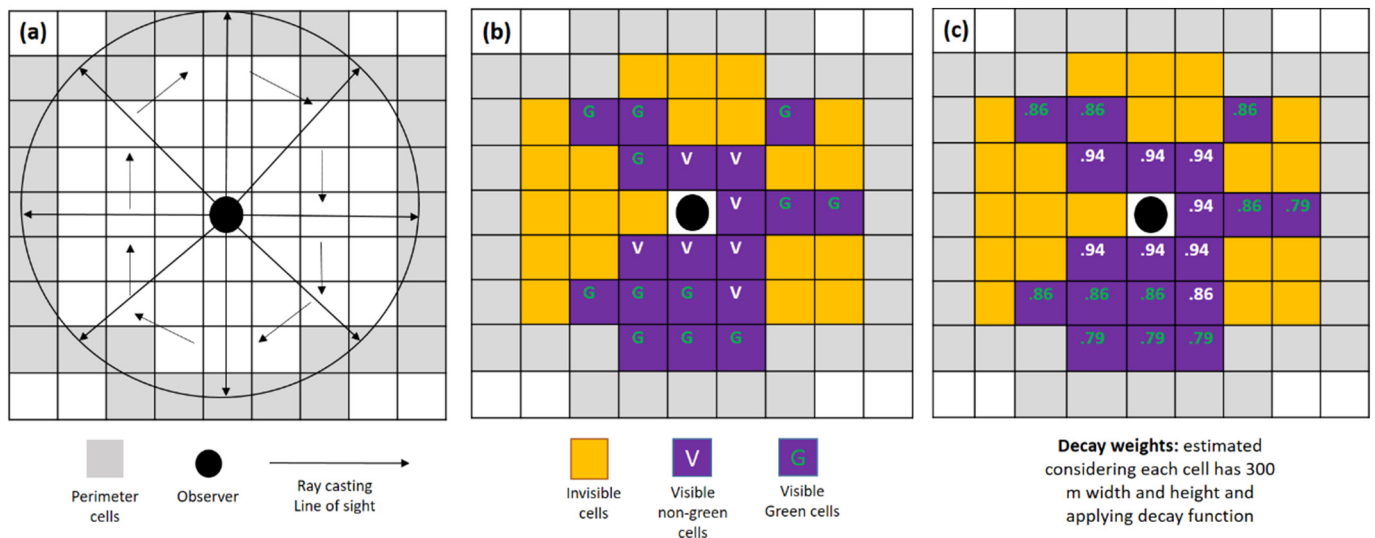 (a)
(b)
G G G
G V V
V G G
V V V
G G G V
G G G
(c)
.86 .86 .86
.94 .94 .94
.94 .86 .79
.94 .94 .94
.86 .86 .86 .86
.79 .79 .79
Perimeter
cells
Observer
Ray casting
Line of sight
Invisible
cells
V
Visible
non-green
cells
G
Visible
Green cells
Decay weights: estimated
considering each cell has 300
m width and height and
applying decay function